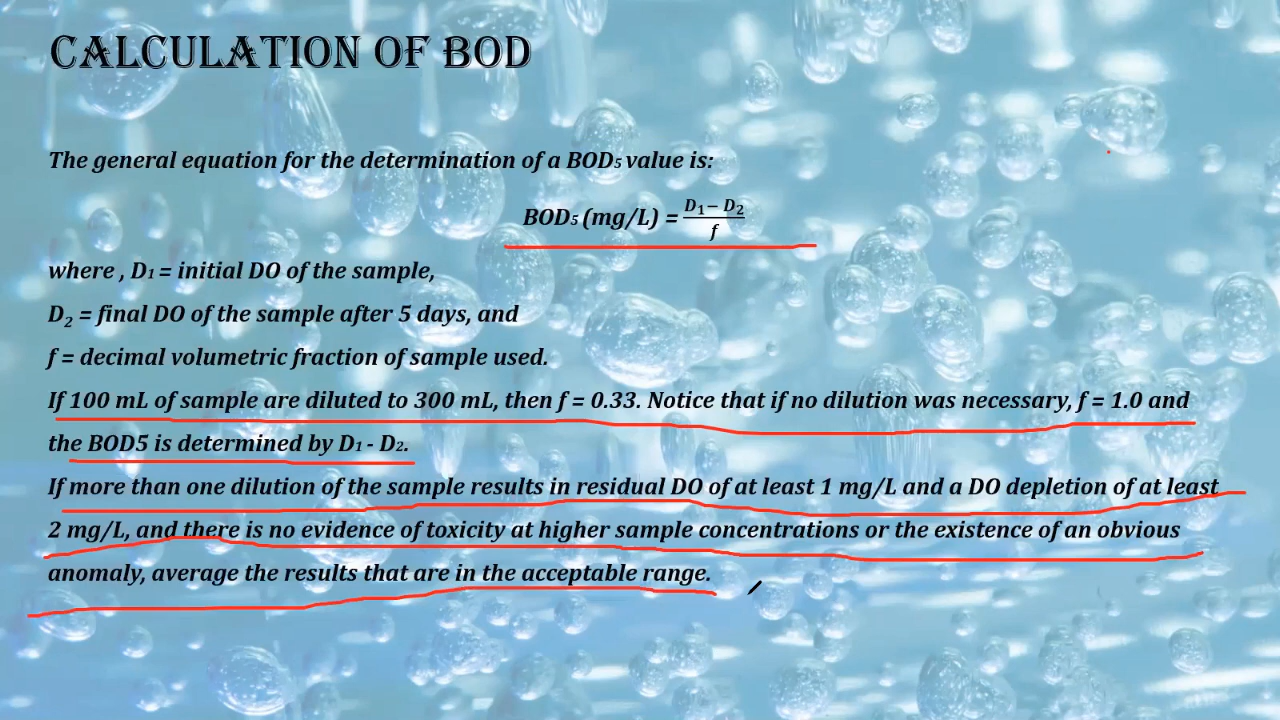 CALCULATION OF BOD
The general equation for the determination of a BOD₅ value is:
BOD₅ (mg/L) = (D₁ − D₂)/f
where , D₁ = initial DO of the sample,
D₂ = final DO of the sample after 5 days, and
f = decimal volumetric fraction of sample used.
If 100 mL of sample are diluted to 300 mL, then f = 0.33. Notice that if no dilution was necessary, f = 1.0 and
the BOD5 is determined by D₁ - D₂.
If more than one dilution of the sample results in residual DO of at least 1 mg/L and a DO depletion of at least
2 mg/L, and there is no evidence of toxicity at higher sample concentrations or the existence of an obvious
anomaly, average the results that are in the acceptable range.